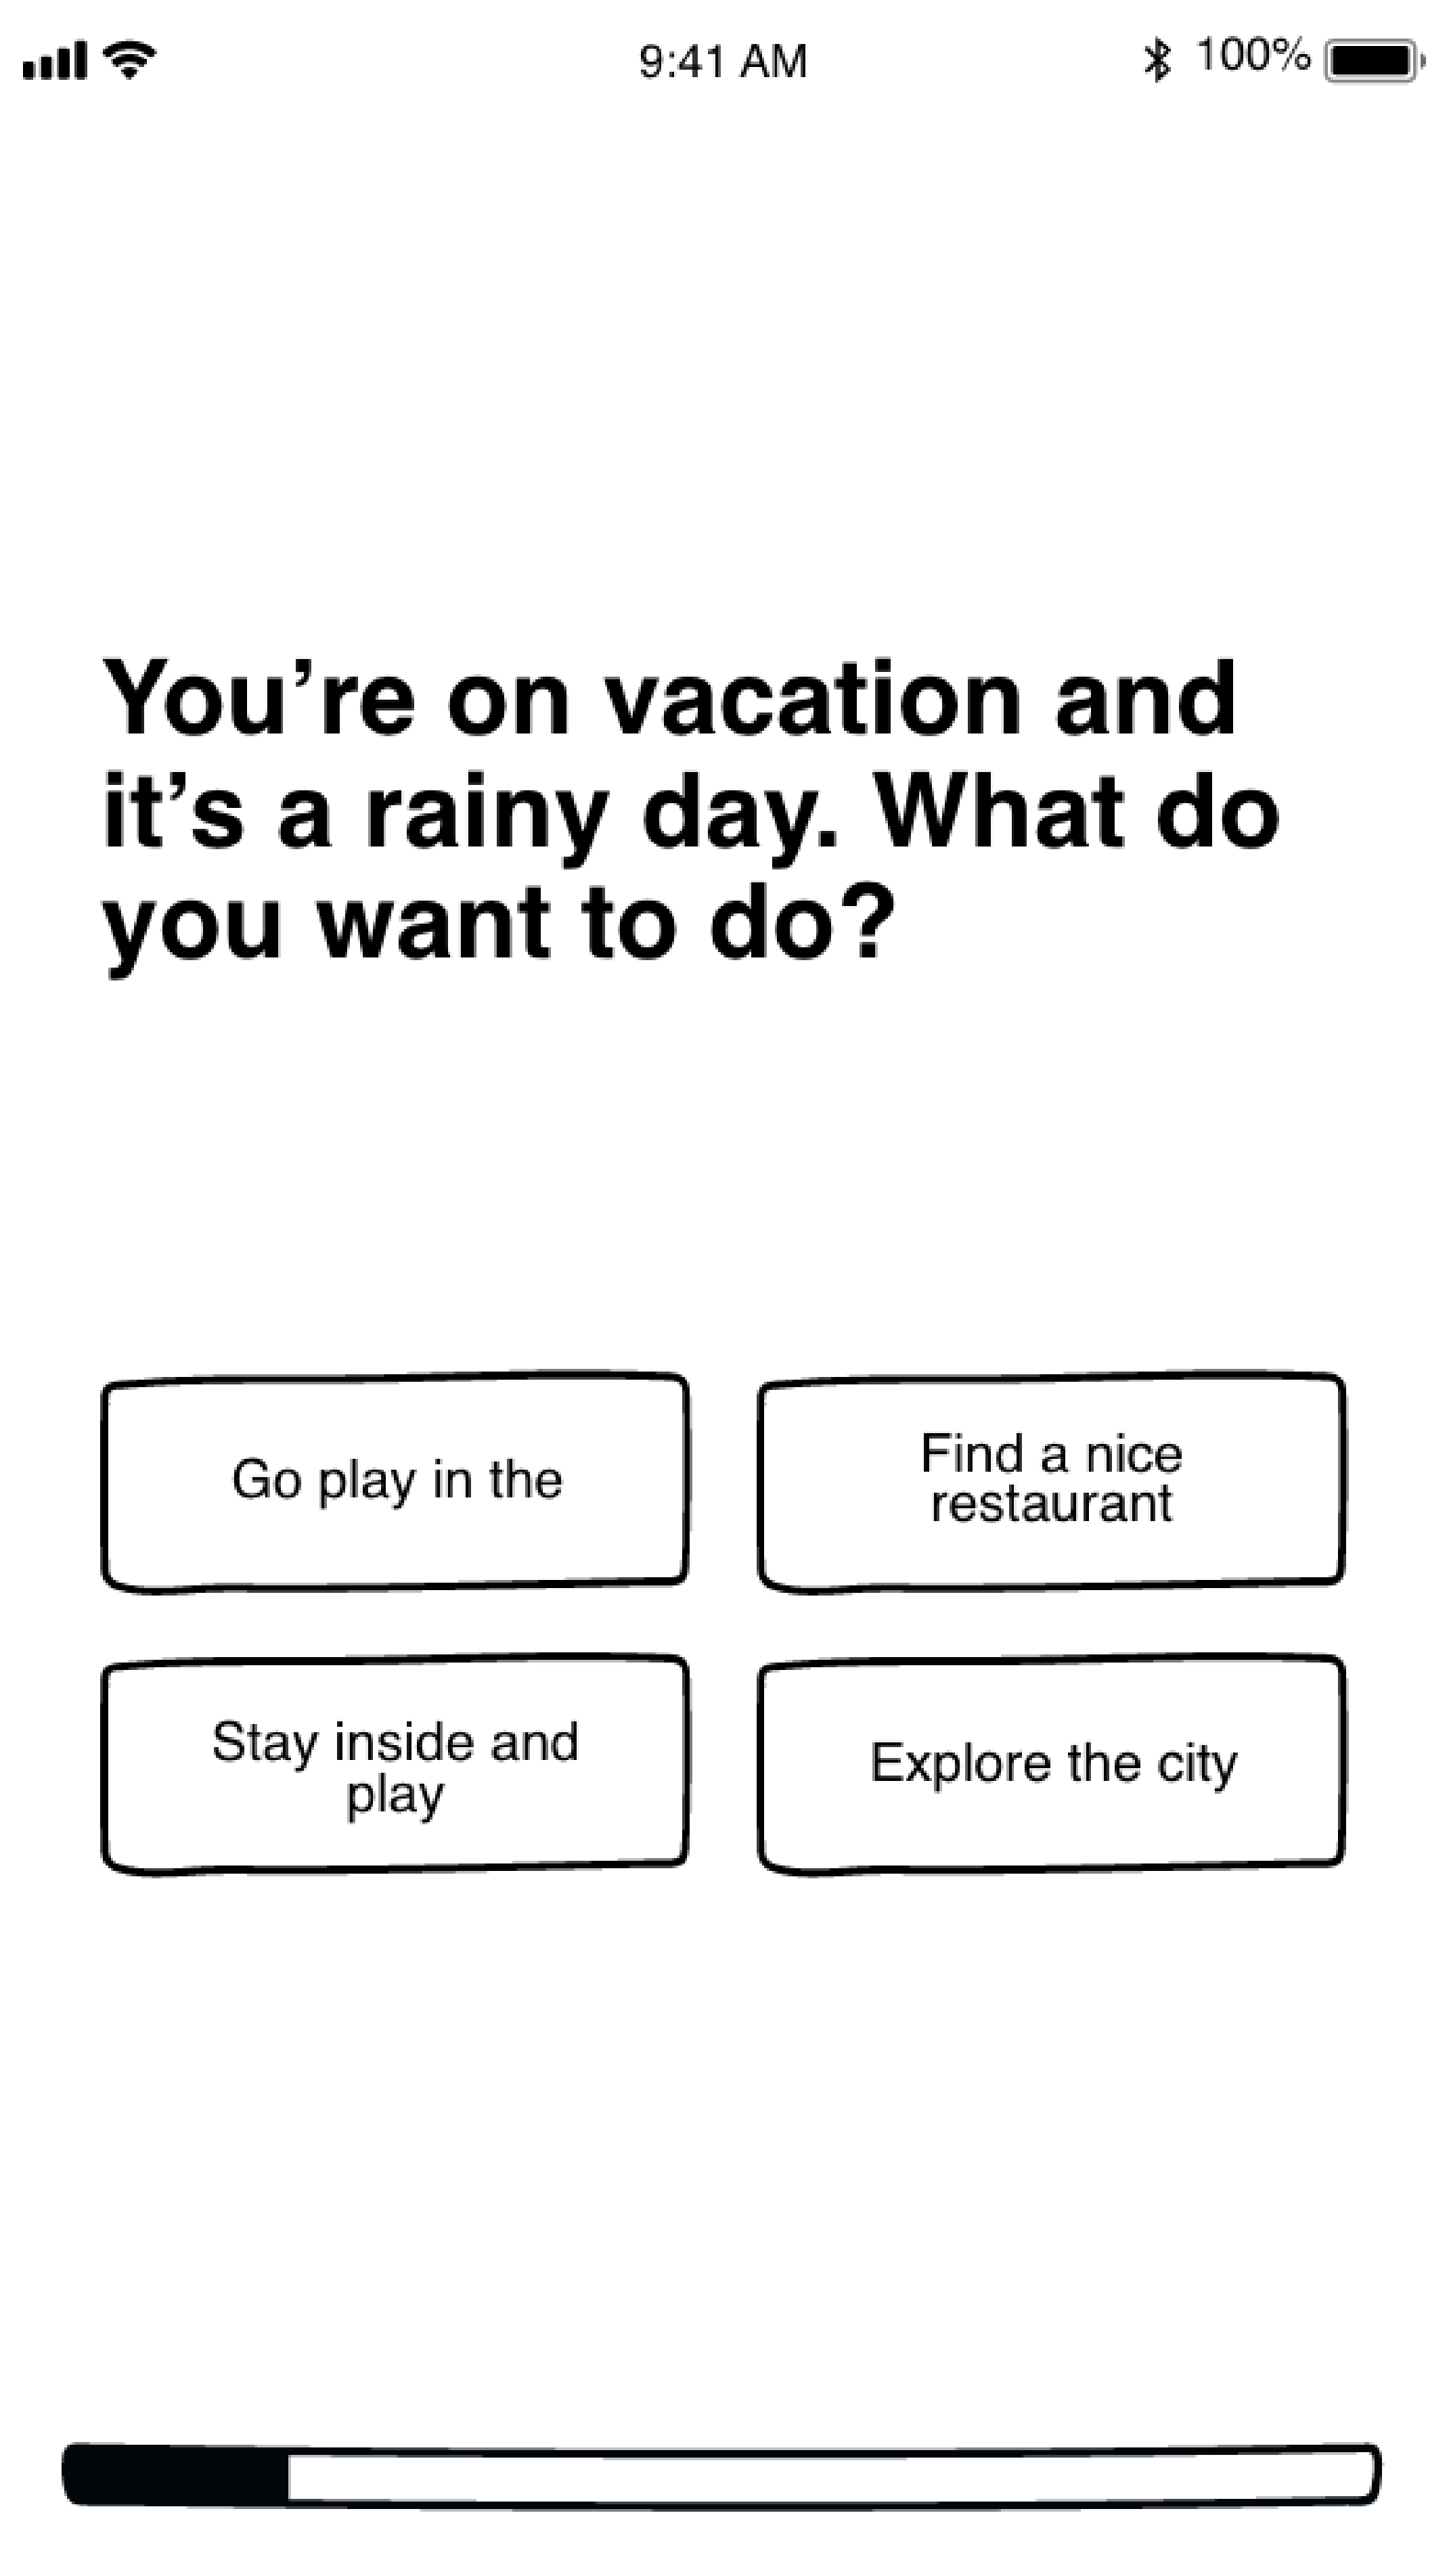 9:41 AM
100%
You’re on vacation and
it’s a rainy day. What do
you want to do?
Go play in the
Find a nice
restaurant
Stay inside and
play
Explore the city